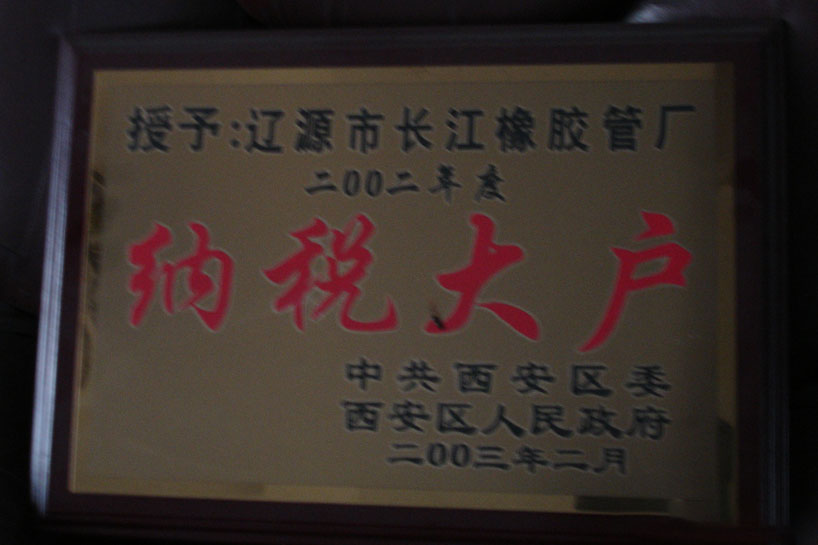 授予:辽源市长江橡胶管厂
二00二年度
纳税大户
中共西安区委
西安区人民政府
二00三年二月